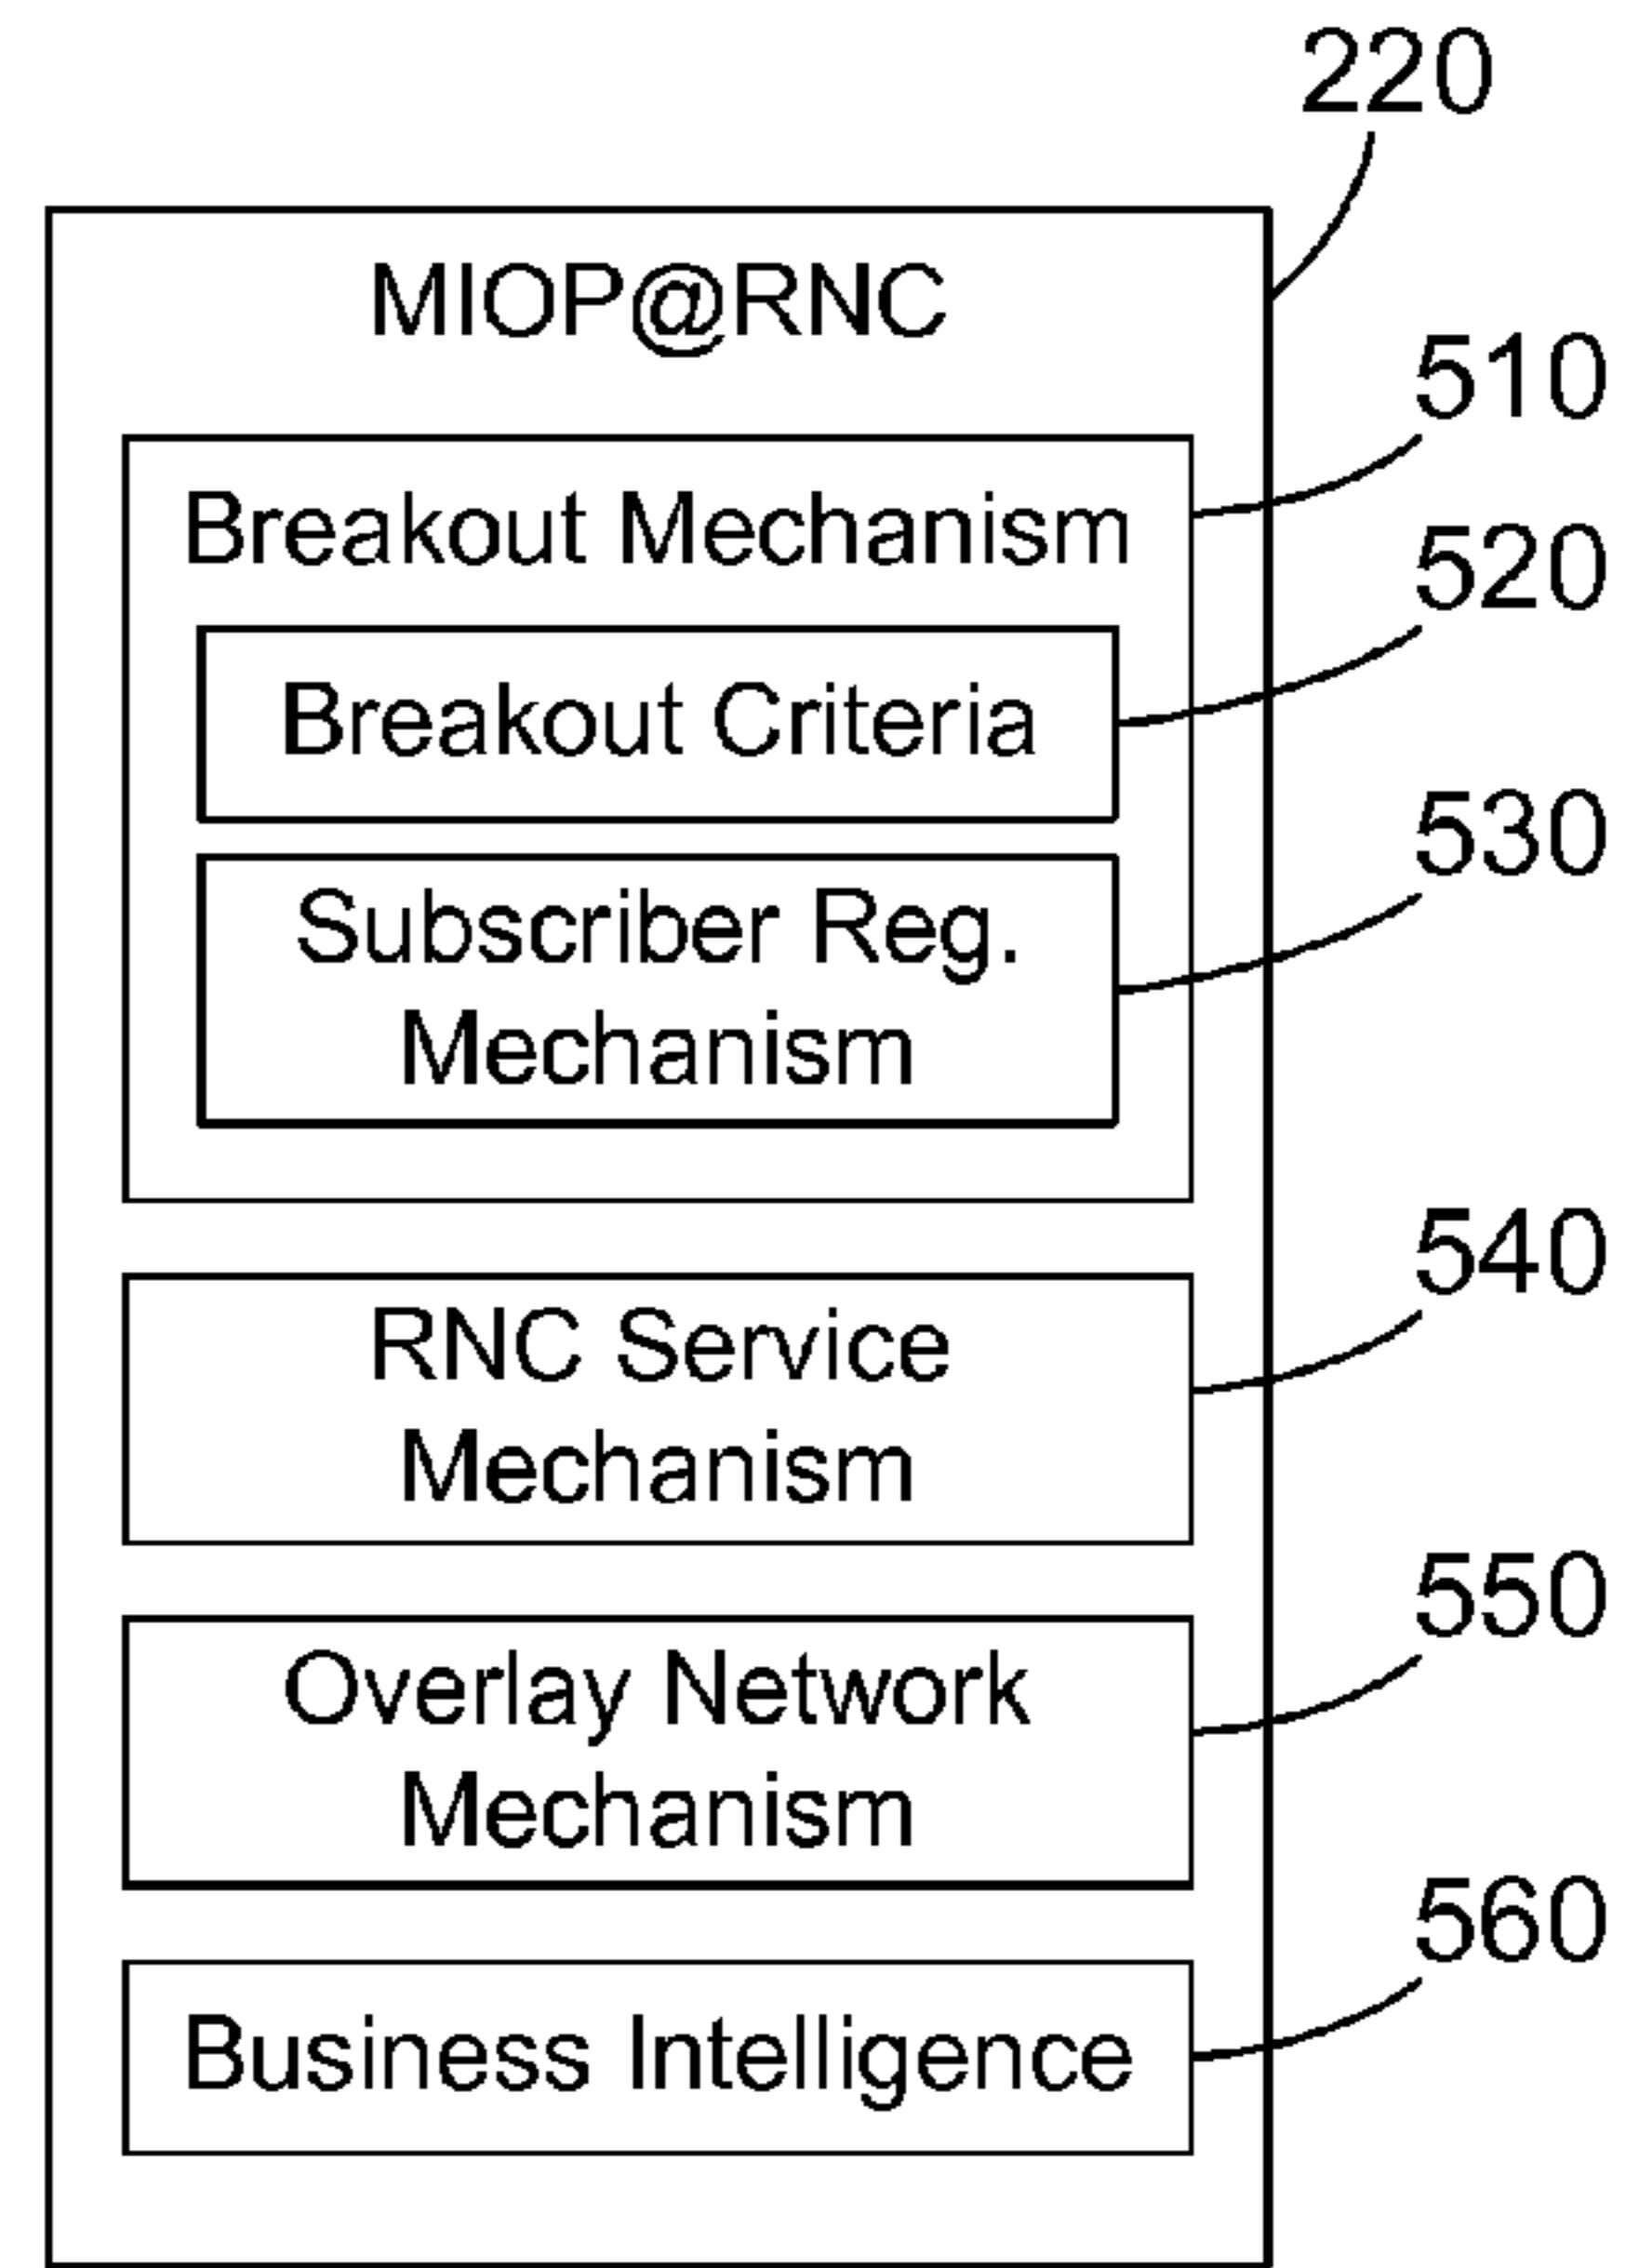 220
MIOP@RNC
510
Breakout Mechanism
520
Breakout Criteria
530
Subscriber Reg.
Mechanism
540
RNC Service
Mechanism
550
Overlay Network
Mechanism
560
Business Intelligence